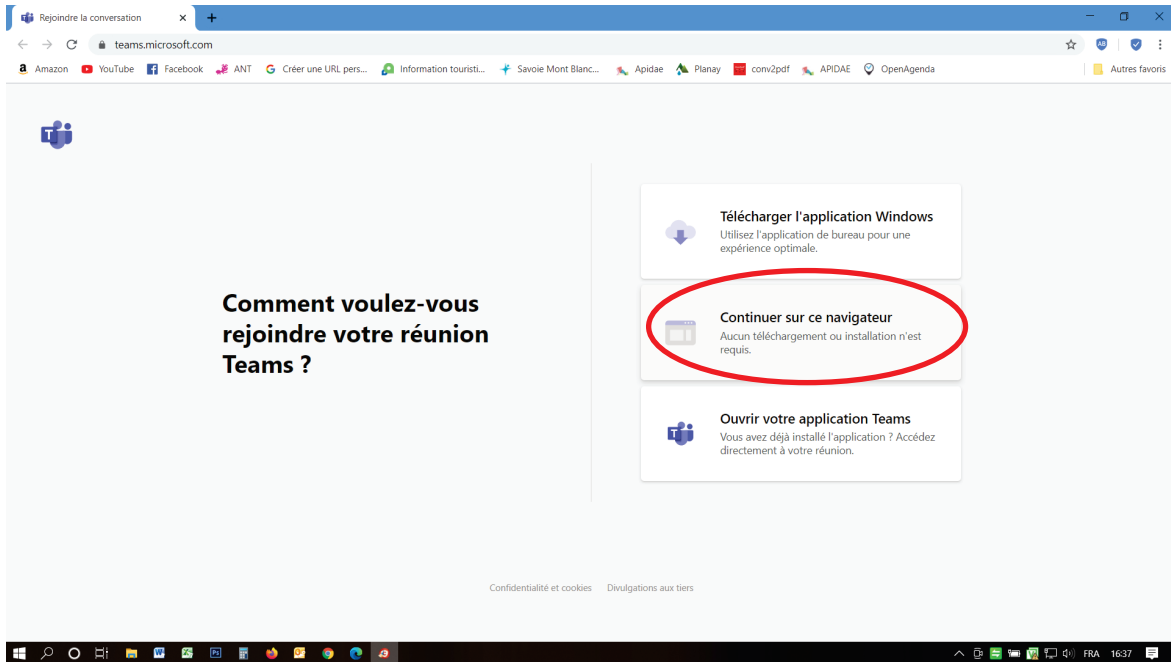 Rejoindre la conversation
teams.microsoft.com
AB
Amazon YouTube Facebook ANT Créer une URL pers... Information touristi... Savoie Mont Blanc... Apidae Planay conv2pdf APIDAE OpenAgenda Autres favoris
Télécharger l'application Windows
Utilisez l'application de bureau pour une
expérience optimale.
Comment voulez-vous
rejoindre votre réunion
Teams ?
Continuer sur ce navigateur
Aucun téléchargement ou installation n'est
requis.
Ouvrir votre application Teams
Vous avez déjà installé l'application ? Accédez
directement à votre réunion.
Confidentialité et cookies Divulgations aux tiers
FRA 16:37